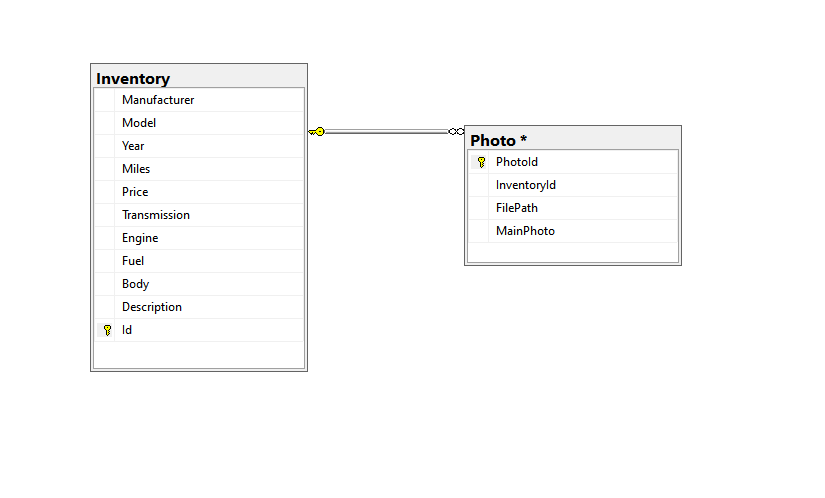 Inventory
Manufacturer
Model
Year
Miles
Price
Transmission
Engine
Fuel
Body
Description
Id
Photo *
PhotoId
InventoryId
FilePath
MainPhoto